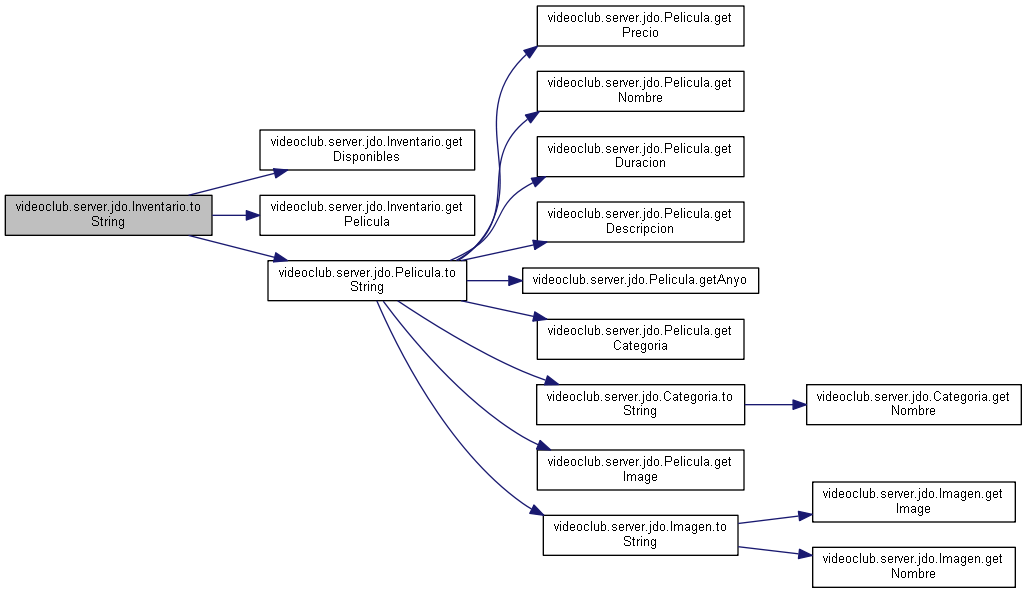 videoclub.server.jdo.Inventario.to
String
videoclub.server.jdo.Inventario.get
Disponibles
videoclub.server.jdo.Inventario.get
Pelicula
videoclub.server.jdo.Pelicula.to
String
videoclub.server.jdo.Pelicula.get
Precio
videoclub.server.jdo.Pelicula.get
Nombre
videoclub.server.jdo.Pelicula.get
Duracion
videoclub.server.jdo.Pelicula.get
Descripcion
videoclub.server.jdo.Pelicula.getAnyo
videoclub.server.jdo.Pelicula.get
Categoria
videoclub.server.jdo.Categoria.to
String
videoclub.server.jdo.Pelicula.get
Image
videoclub.server.jdo.Imagen.to
String
videoclub.server.jdo.Categoria.get
Nombre
videoclub.server.jdo.Imagen.get
Image
videoclub.server.jdo.Imagen.get
Nombre